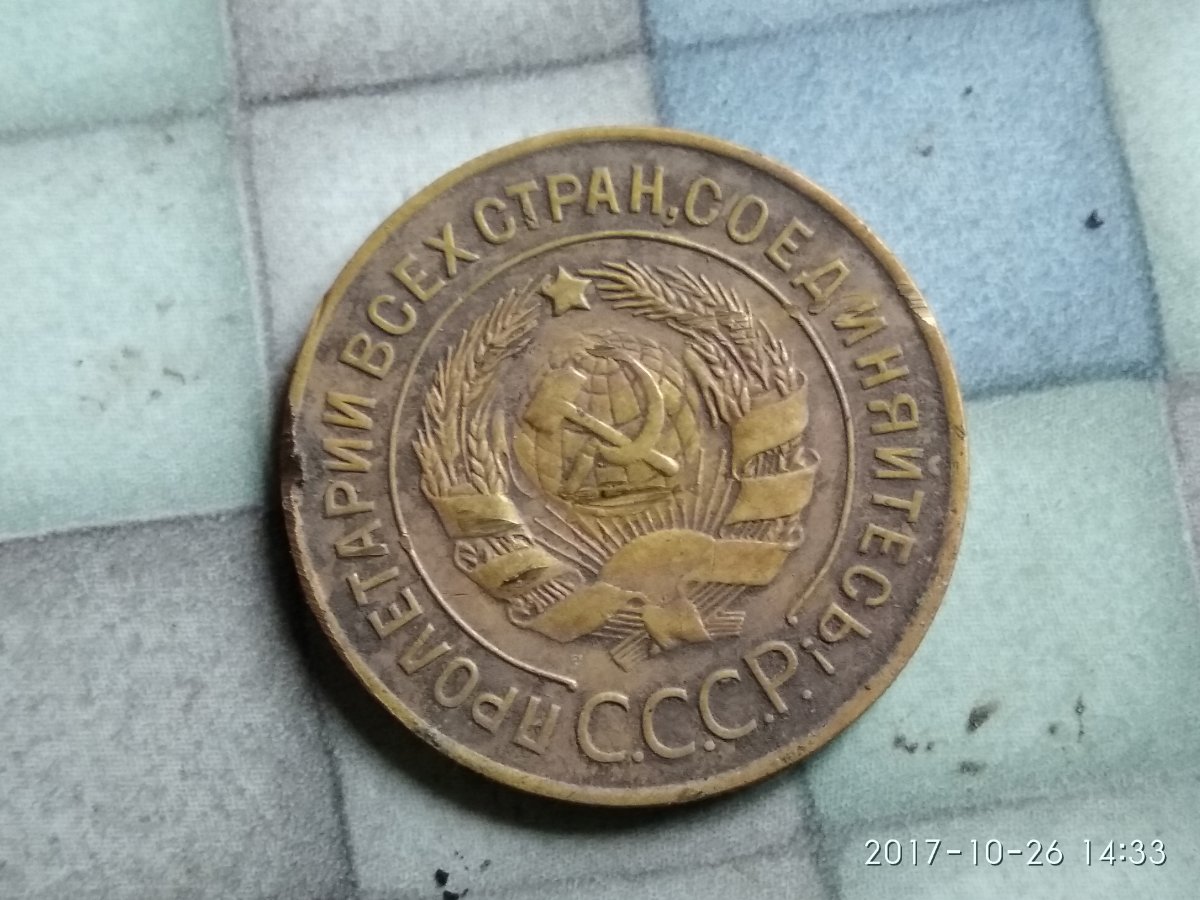 ПРОЛЕТАРИИ ВСЕХ СТРАН, СОЕДИНЯЙТЕСЬ!
С.С.С.Р.
2017-10-26 14:33